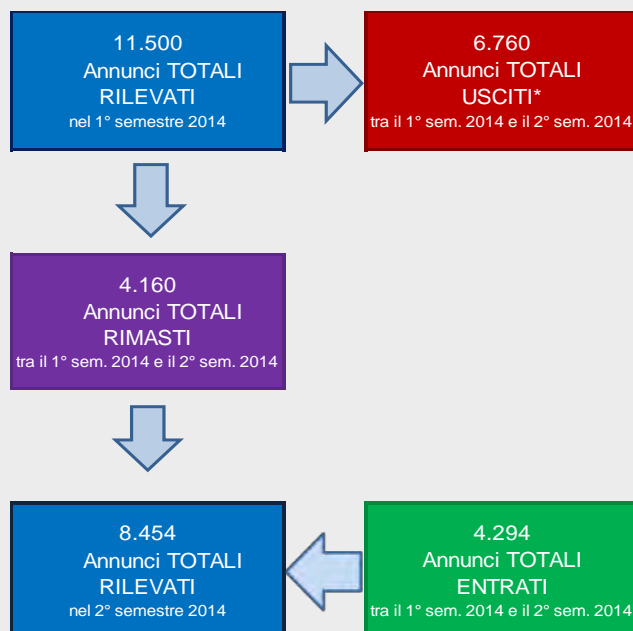 11.500
Annunci TOTALI
RILEVATI
nel 1° semestre 2014
6.760
Annunci TOTALI
USCITI*
tra il 1° sem. 2014 e il 2° sem. 2014
4.160
Annunci TOTALI
RIMASTI
tra il 1° sem. 2014 e il 2° sem. 2014
8.454
Annunci TOTALI
RILEVATI
nel 2° semestre 2014
4.294
Annunci TOTALI
ENTRATI
tra il 1° sem. 2014 e il 2° sem. 2014